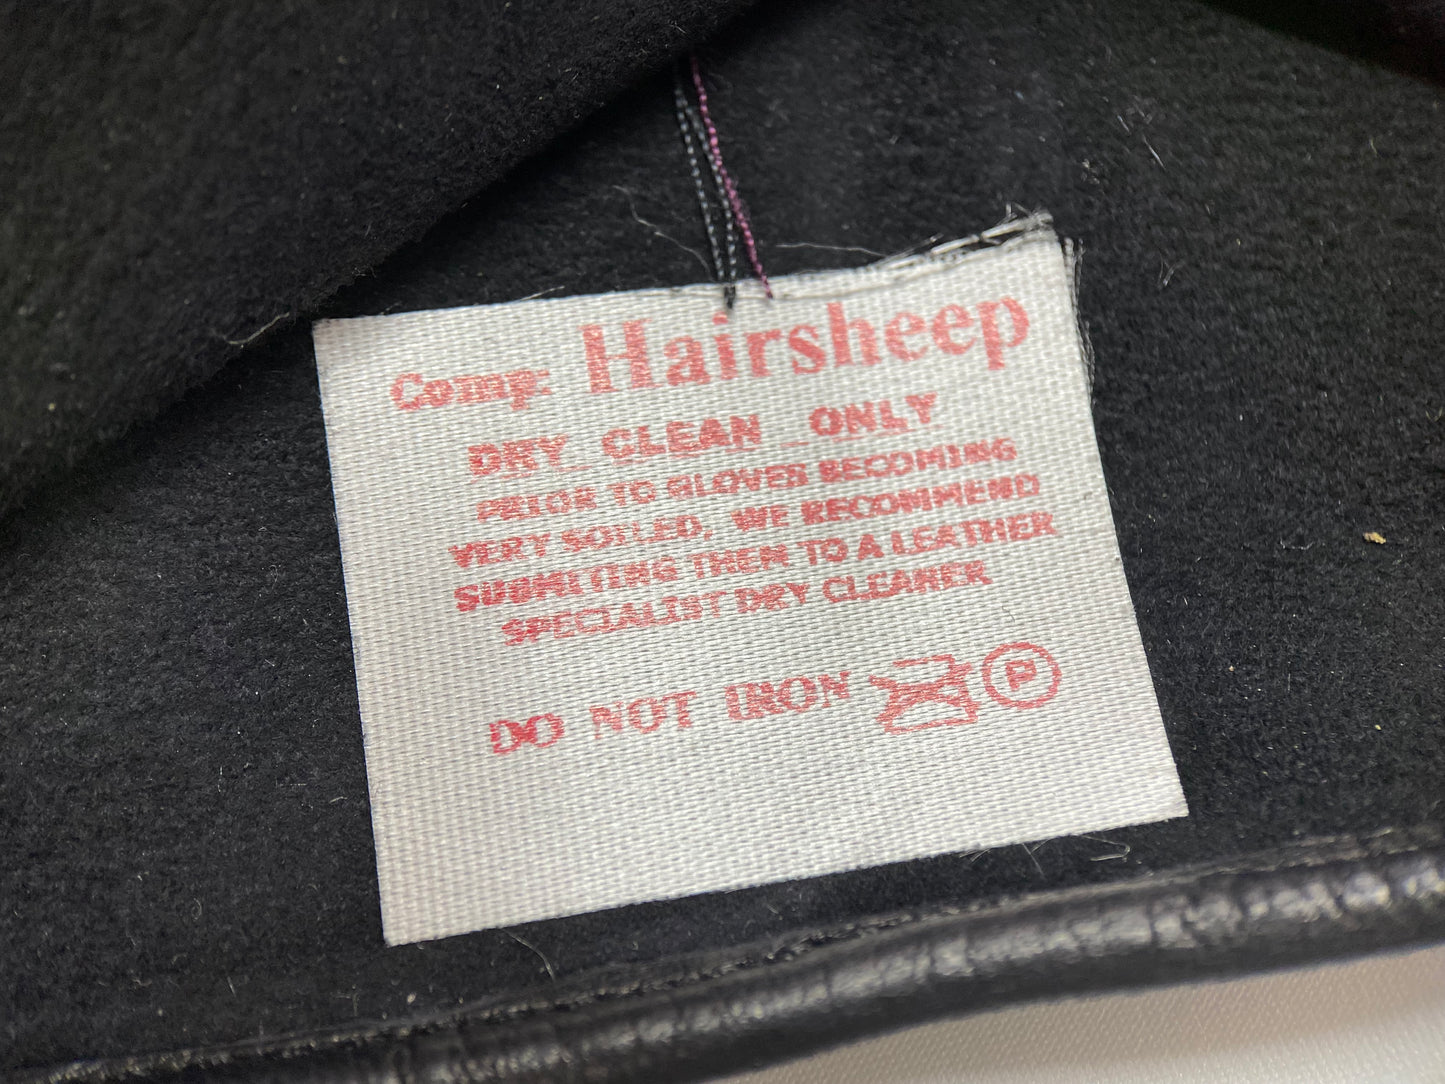 Comp: Hairsheep
DRY CLEAN ONLY
PRIOR TO GLOVES BECOMING
VERY SOILED, WE RECOMMEND
SUBMITING THEM TO A LEATHER
SPECIALIST DRY CLEANER
DO NOT IRON P